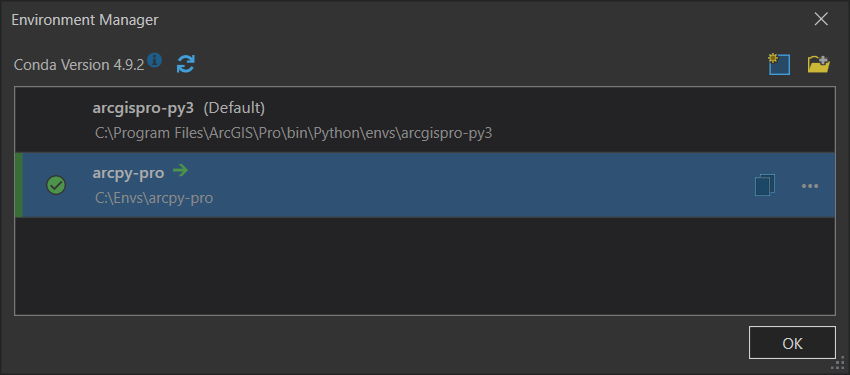 Environment Manager
Conda Version 4.9.2
arcgispro-py3 (Default)
C:\Program Files\ArcGIS\Pro\bin\Python\envs\arcgispro-py3
arcpy-pro
C:\Envs\arcpy-pro
OK